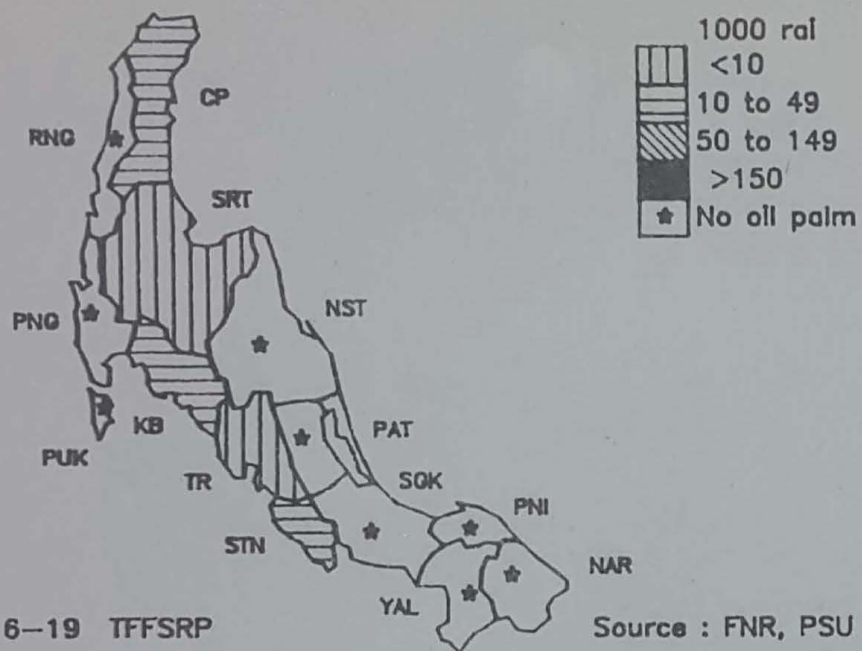 1000 rai
<10
10 to 49
50 to 149
>150
No oil palm
CP
RNG
SRT
PNG
NST
KB
PUK
PAT
TR
SGK
PNI
STN
NAR
YAL
6-19 TFFSRP
Source : FNR, PSU